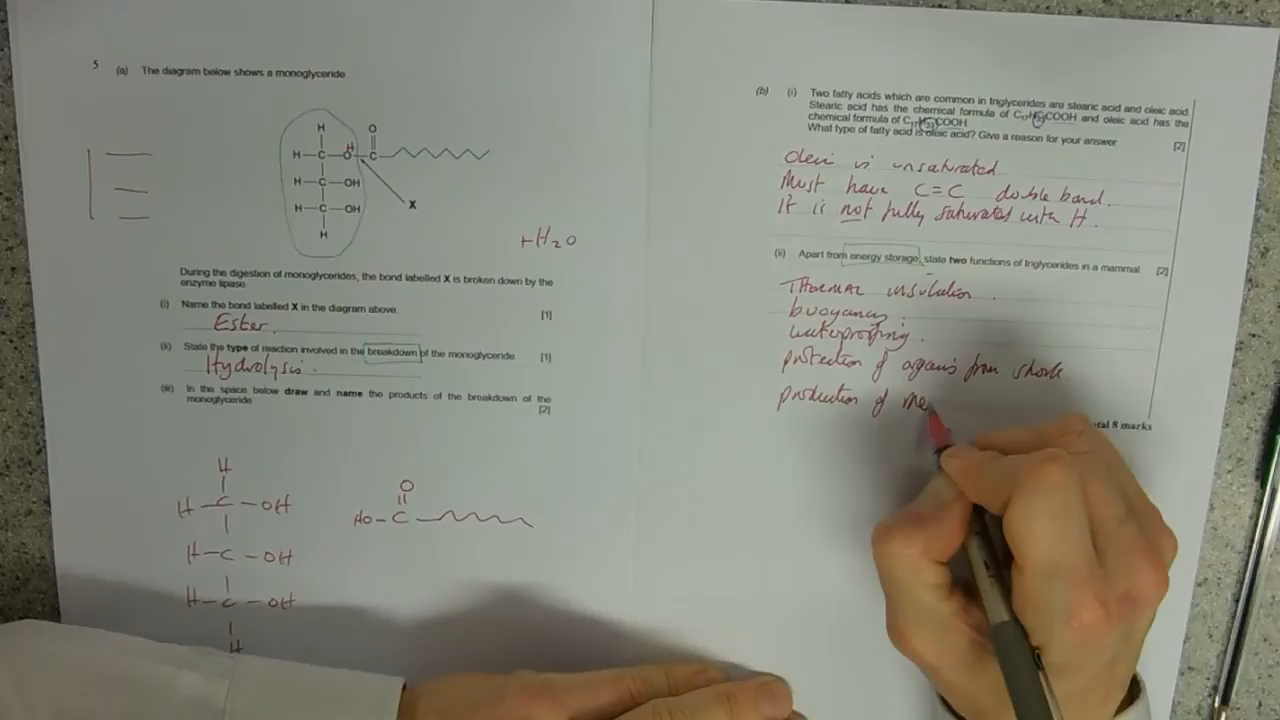 5
(a) The diagram below shows a monoglyceride.
H
O
H
H—C—O—C
H—C—OH
H—C—OH
H
X
+H2O
During the digestion of monoglycerides, the bond labelled X is broken down by the
enzyme lipase.
(i) Name the bond labelled X in the diagram above. [1]
Ester.
(ii) State the type of reaction involved in the breakdown of the monoglyceride. [1]
Hydrolysis.
(iii) In the space below draw and name the products of the breakdown of the
monoglyceride [2]
H
H—C—OH
H—C—OH
H—C—OH
H
O
HO—C
(b) (i) Two fatty acids which are common in triglycerides are stearic acid and oleic acid.
Stearic acid has the chemical formula of C17H35COOH and oleic acid has the
chemical formula of C17H33COOH.
What type of fatty acid is oleic acid? Give a reason for your answer [2]
is unsaturated
Must have C=C double bond.
It is not fully saturated with H.
(ii) Apart from energy storage, state two functions of triglycerides in a mammal. [2]
Thermal insulation.
buoyancy.
waterproofing.
protection of organs from shock
production of me
tal 8 marks